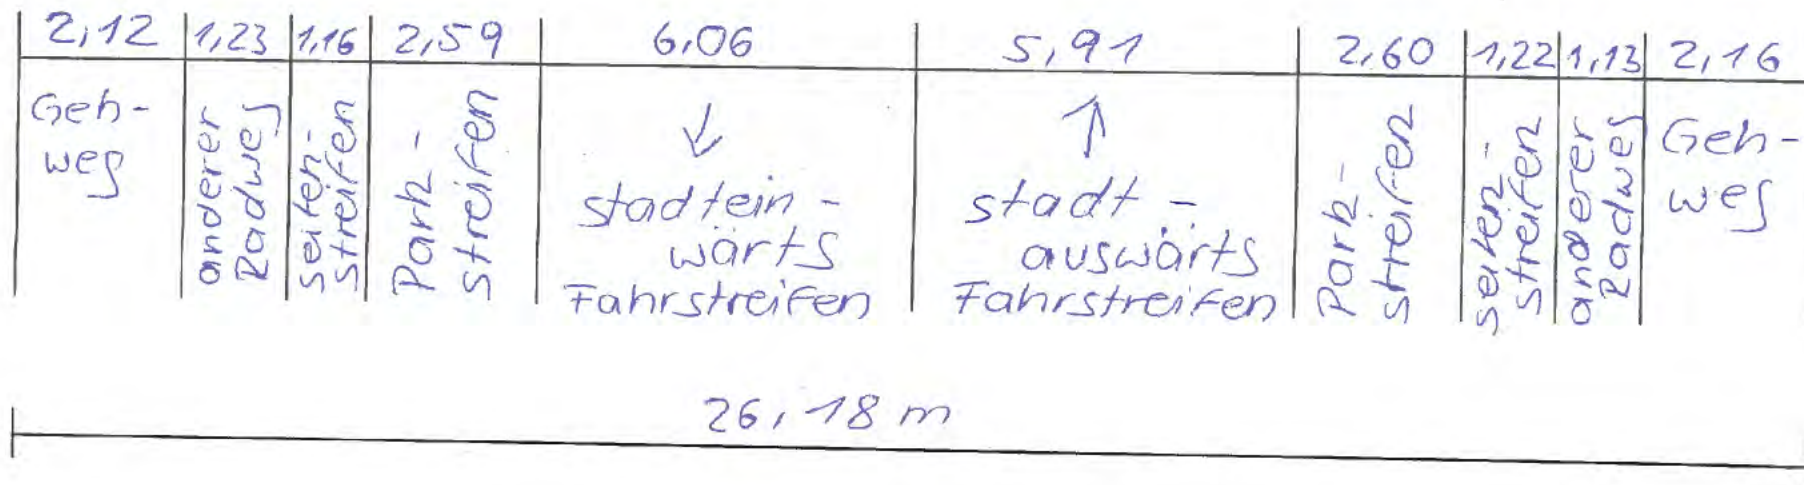 2,12 1,23 1,16 2,59 6,06 5,91 2,60 1,22 1,13 2,16
Geh-
weg
anderer
Radweg
Seiten-
streifen
Park-
streifen
stadtein-
wärts
Fahrstreifen
stadt-
auswärts
Fahrstreifen
Park-
streifen
seiten-
streifen
anderer
Radweg
Geh-
weg
26,18 m